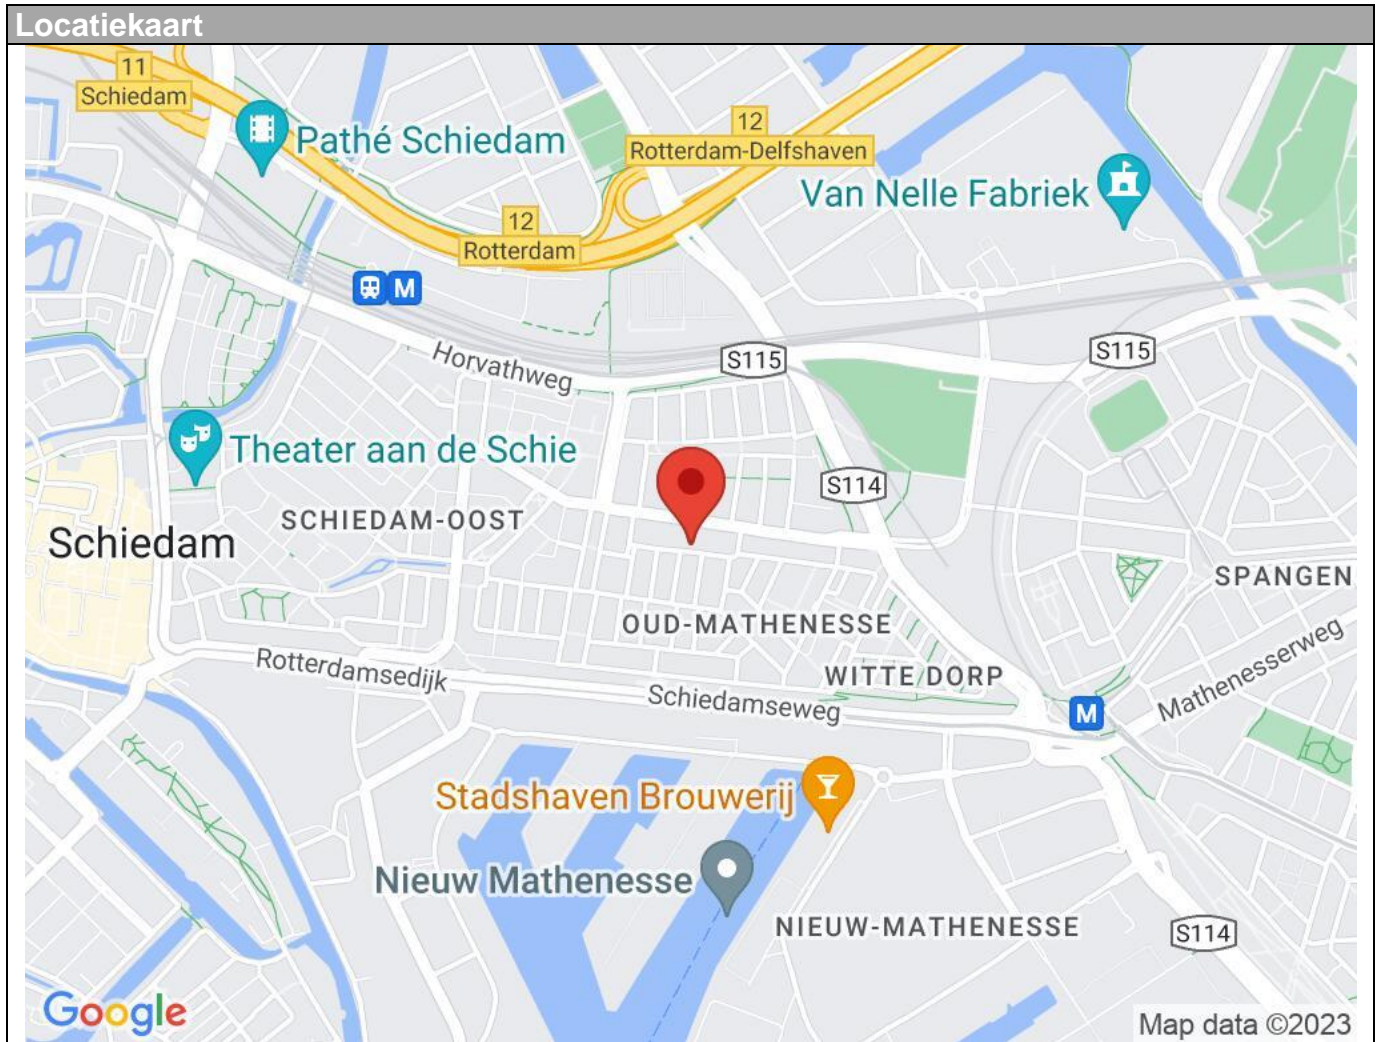 Locatiekaart
11
Schiedam
Pathé Schiedam
12
Rotterdam-Delfshaven
Van Nelle Fabriek
12
Rotterdam
M
Horvathweg
S115
S115
Theater aan de Schie
S114
SCHIEDAM-OOST
Schiedam
SPANGEN
OUD-MATHENESSE
Rotterdamsedijk
WITTE DORP
Mathenesserweg
Schiedamseweg
M
Stadshaven Brouwerij
Nieuw Mathenesse
NIEUW-MATHENESSE
S114
Google
Map data ©2023